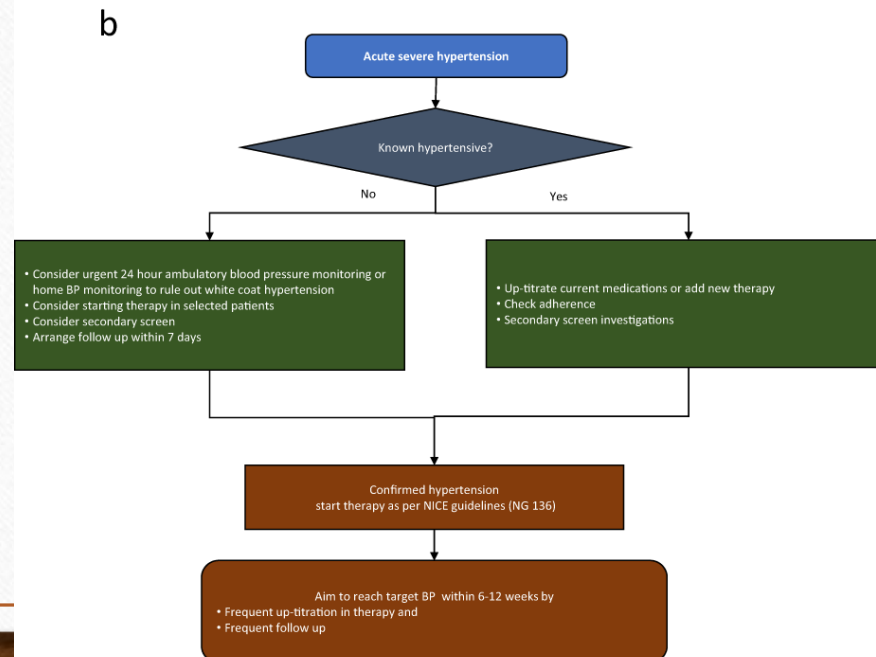 b
Acute severe hypertension
Known hypertensive?
No
Yes
• Consider urgent 24 hour ambulatory blood pressure monitoring or
home BP monitoring to rule out white coat hypertension
• Consider starting therapy in selected patients
• Consider secondary screen
• Arrange follow up within 7 days
• Up-titrate current medications or add new therapy
• Check adherence
• Secondary screen investigations
Confirmed hypertension
start therapy as per NICE guidelines (NG 136)
Aim to reach target BP within 6-12 weeks by
• Frequent up-titration in therapy and
• Frequent follow up